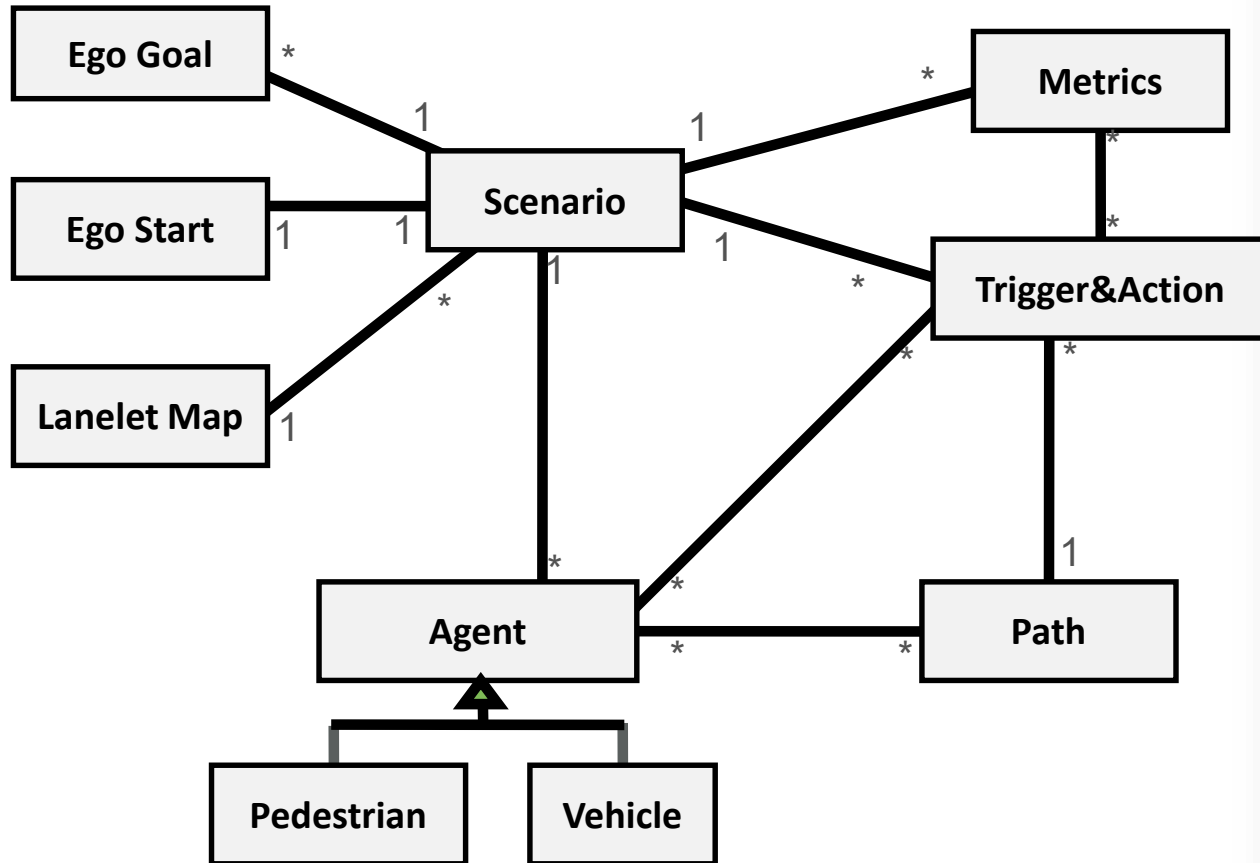 Ego Goal
*
1
Metrics
*
1
*
*
Scenario
1
*
Ego Start
1
1
Trigger&Action
*
*
1
*
Lanelet Map
1
1
*
*
*
*
Agent
Path
Pedestrian
Vehicle